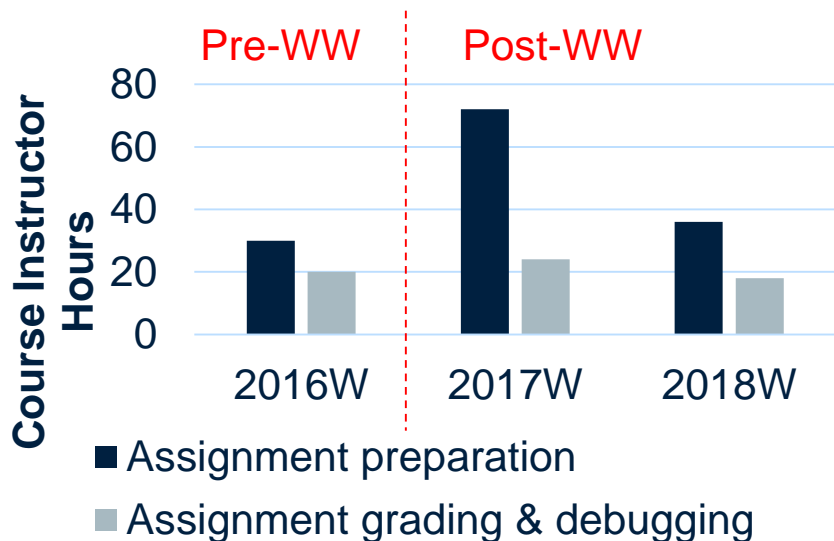 Pre-WW
Post-WW
Course Instructor
Hours
80
60
40
20
0
2016W
2017W
2018W
Assignment preparation
Assignment grading & debugging